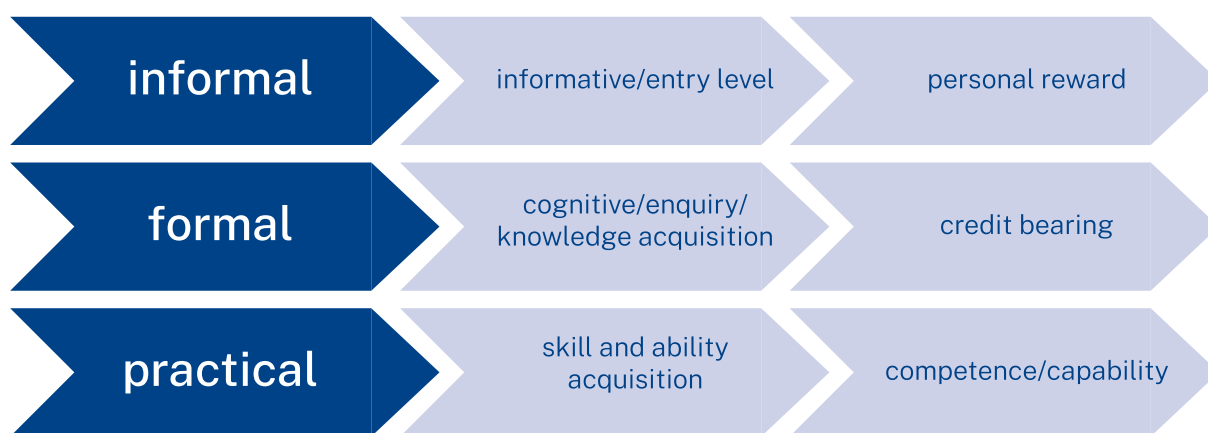 informal
informative/entry level
personal reward
formal
cognitive/enquiry/
knowledge acquisition
credit bearing
practical
skill and ability
acquisition
competence/capability